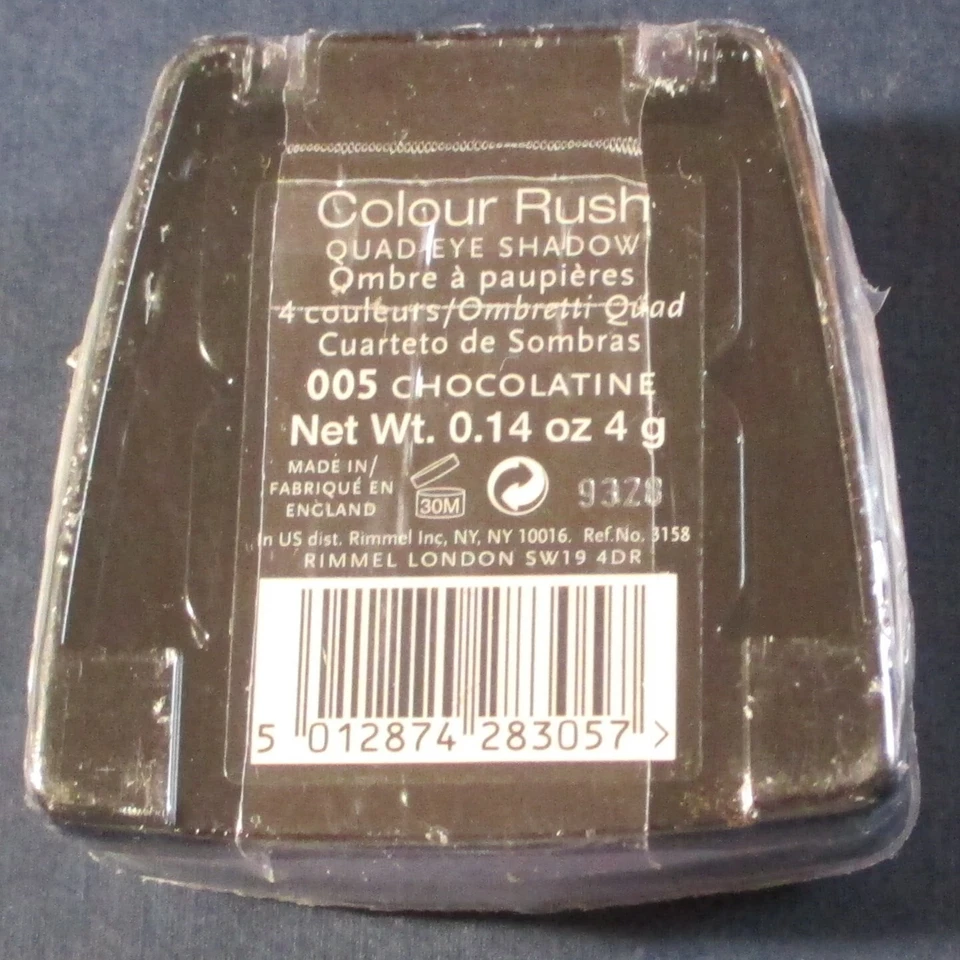 Colour Rush
QUAD EYE SHADOW
Ombre à paupières
4 couleurs/Ombretti Quad
Cuarteto de Sombras
005 CHOCOLATINE
Net Wt. 0.14 oz 4 g
MADE IN/
FABRIQUÉ EN
ENGLAND
30M
9328
In US dist. Rimmel Inc, NY, NY 10016. Ref.No. 3158
RIMMEL LONDON SW19 4DR
5 012874 283057 >